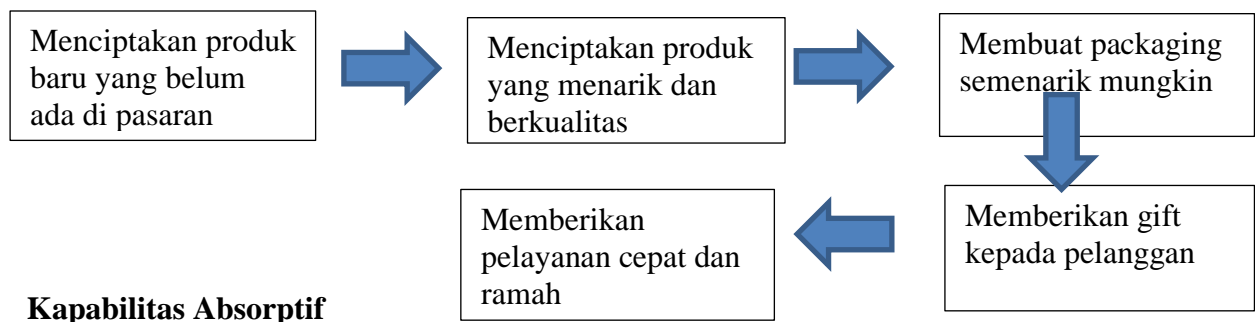 Menciptakan produk
baru yang belum
ada di pasaran
Menciptakan produk
yang menarik dan
berkualitas
Membuat packaging
semenarik mungkin
Memberikan gift
kepada pelanggan
Memberikan
pelayanan cepat dan
ramah
Kapabilitas Absorptif